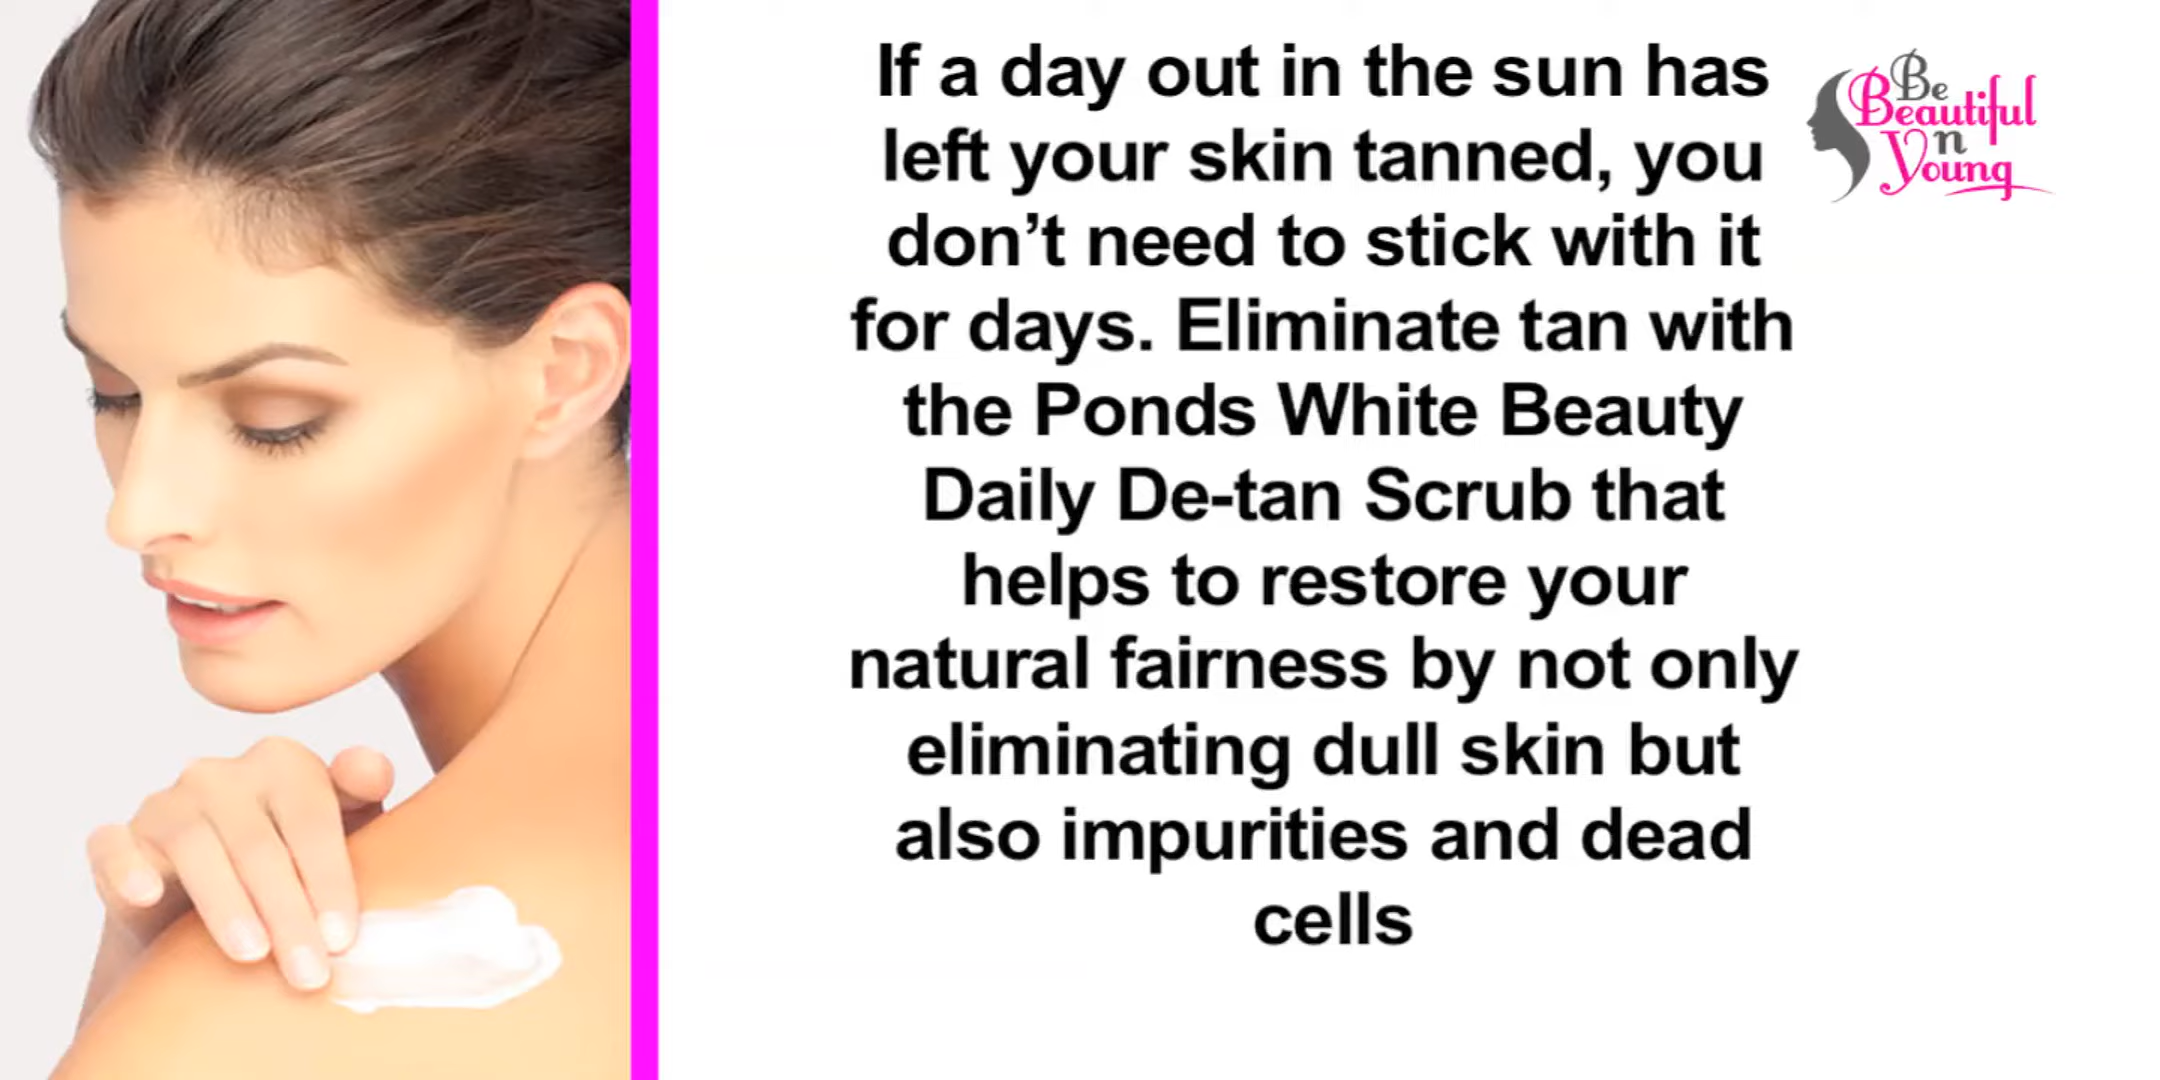 If a day out in the sun has
left your skin tanned, you
don’t need to stick with it
for days. Eliminate tan with
the Ponds White Beauty
Daily De-tan Scrub that
helps to restore your
natural fairness by not only
eliminating dull skin but
also impurities and dead
cells
Be
Beautiful
n
Young